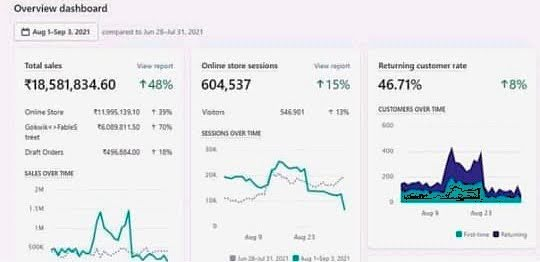 Overview dashboard
Aug 1-Sep 3, 2021 compared to Jun 28-Jul 31, 2021
Total sales View report
₹18,581,834.60 ↑48%
Online Store ₹11,995,139.10 ↑ 39%
Gokwik<>FableS ₹6,089,811.50 ↑ 70%
treet
Draft Orders ₹496,884.00 ↑ 18%
SALES OVER TIME
2M
1.5M
1M
500K
Online store sessions View report
604,537 ↑15%
Visitors 546,901 ↑ 13%
SESSIONS OVER TIME
30K
20K
10K
0
Aug 9 Aug 23
Jun 28-Jul 31, 2021 Aug 1-Sep 3, 2021
Returning customer rate
46.71% ↑8%
CUSTOMERS OVER TIME
600
400
200
0
Aug 9 Aug 23
First-time Returning